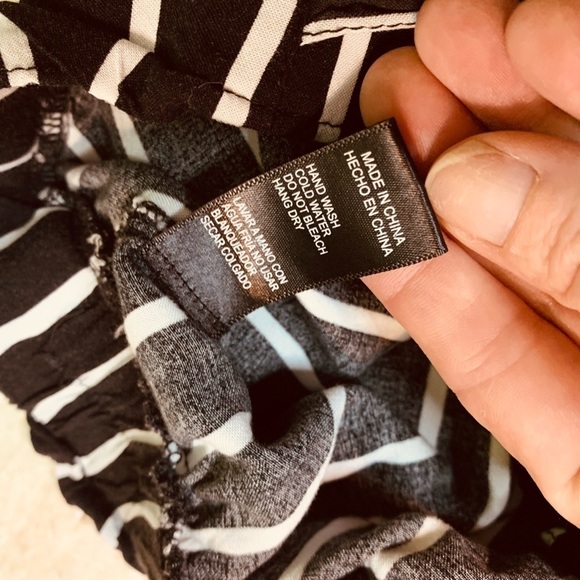 MADE IN CHINA
HECHO EN CHINA
HAND WASH
COLD WATER
DO NOT BLEACH
HANG DRY
LAVAR A MANO CON
AGUA FRIA NO USAR
BLANQUEADOR
SECAR COLGADO